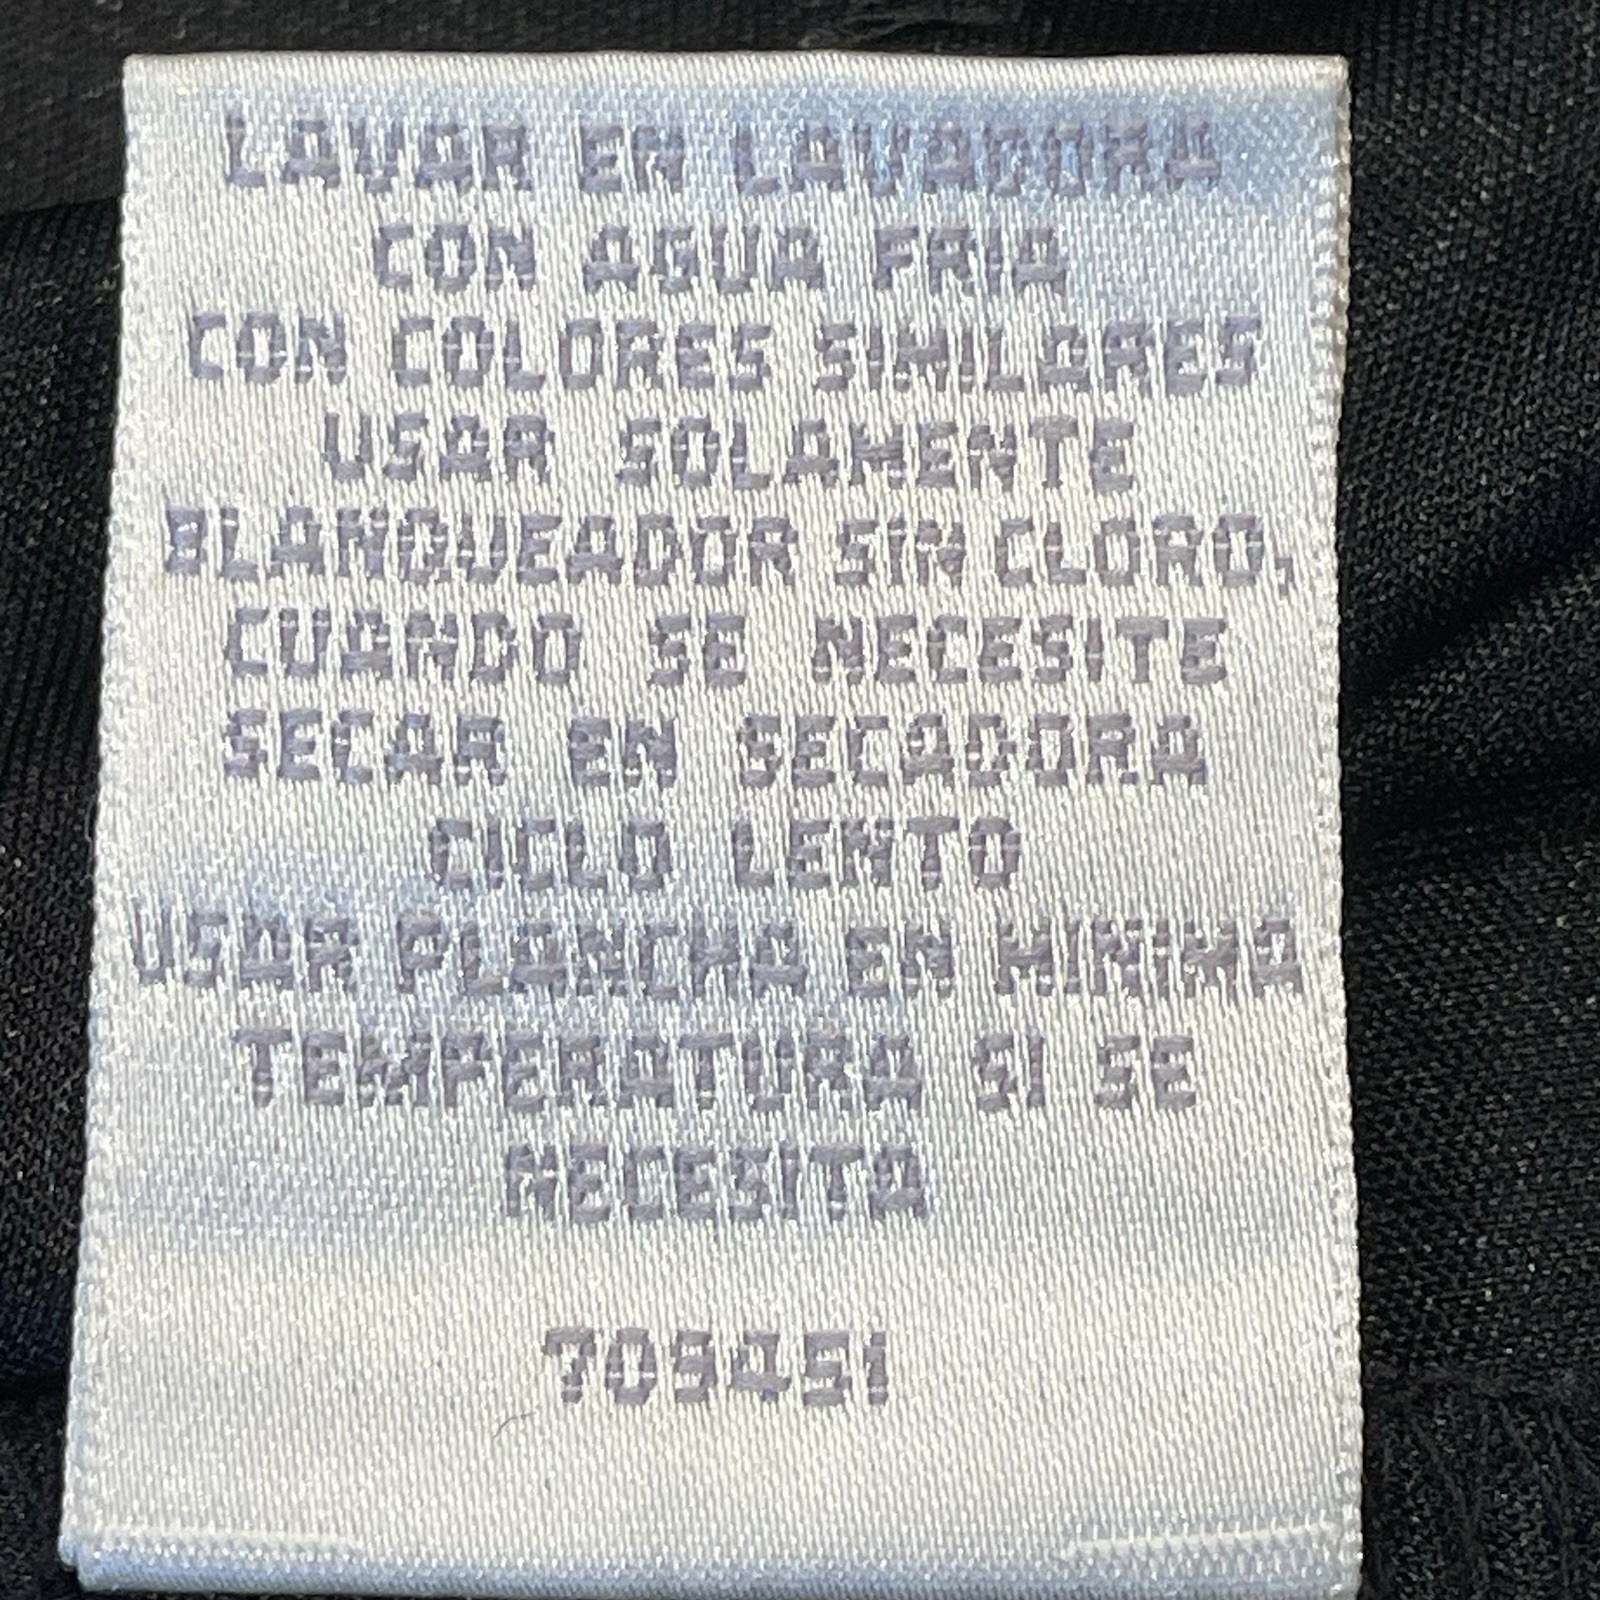 LAVAR EN LAVADORA
CON AGUA FRIA
CON COLORES SIMILARES
USAR SOLAMENTE
BLANQUEADOR SIN CLORO,
CUANDO SE NECESITE
SECAR EN SECADORA
CICLO LENTO
USAR PLANCHA EN MINIMA
TEMPERATURA SI SE
NECESITA
709451